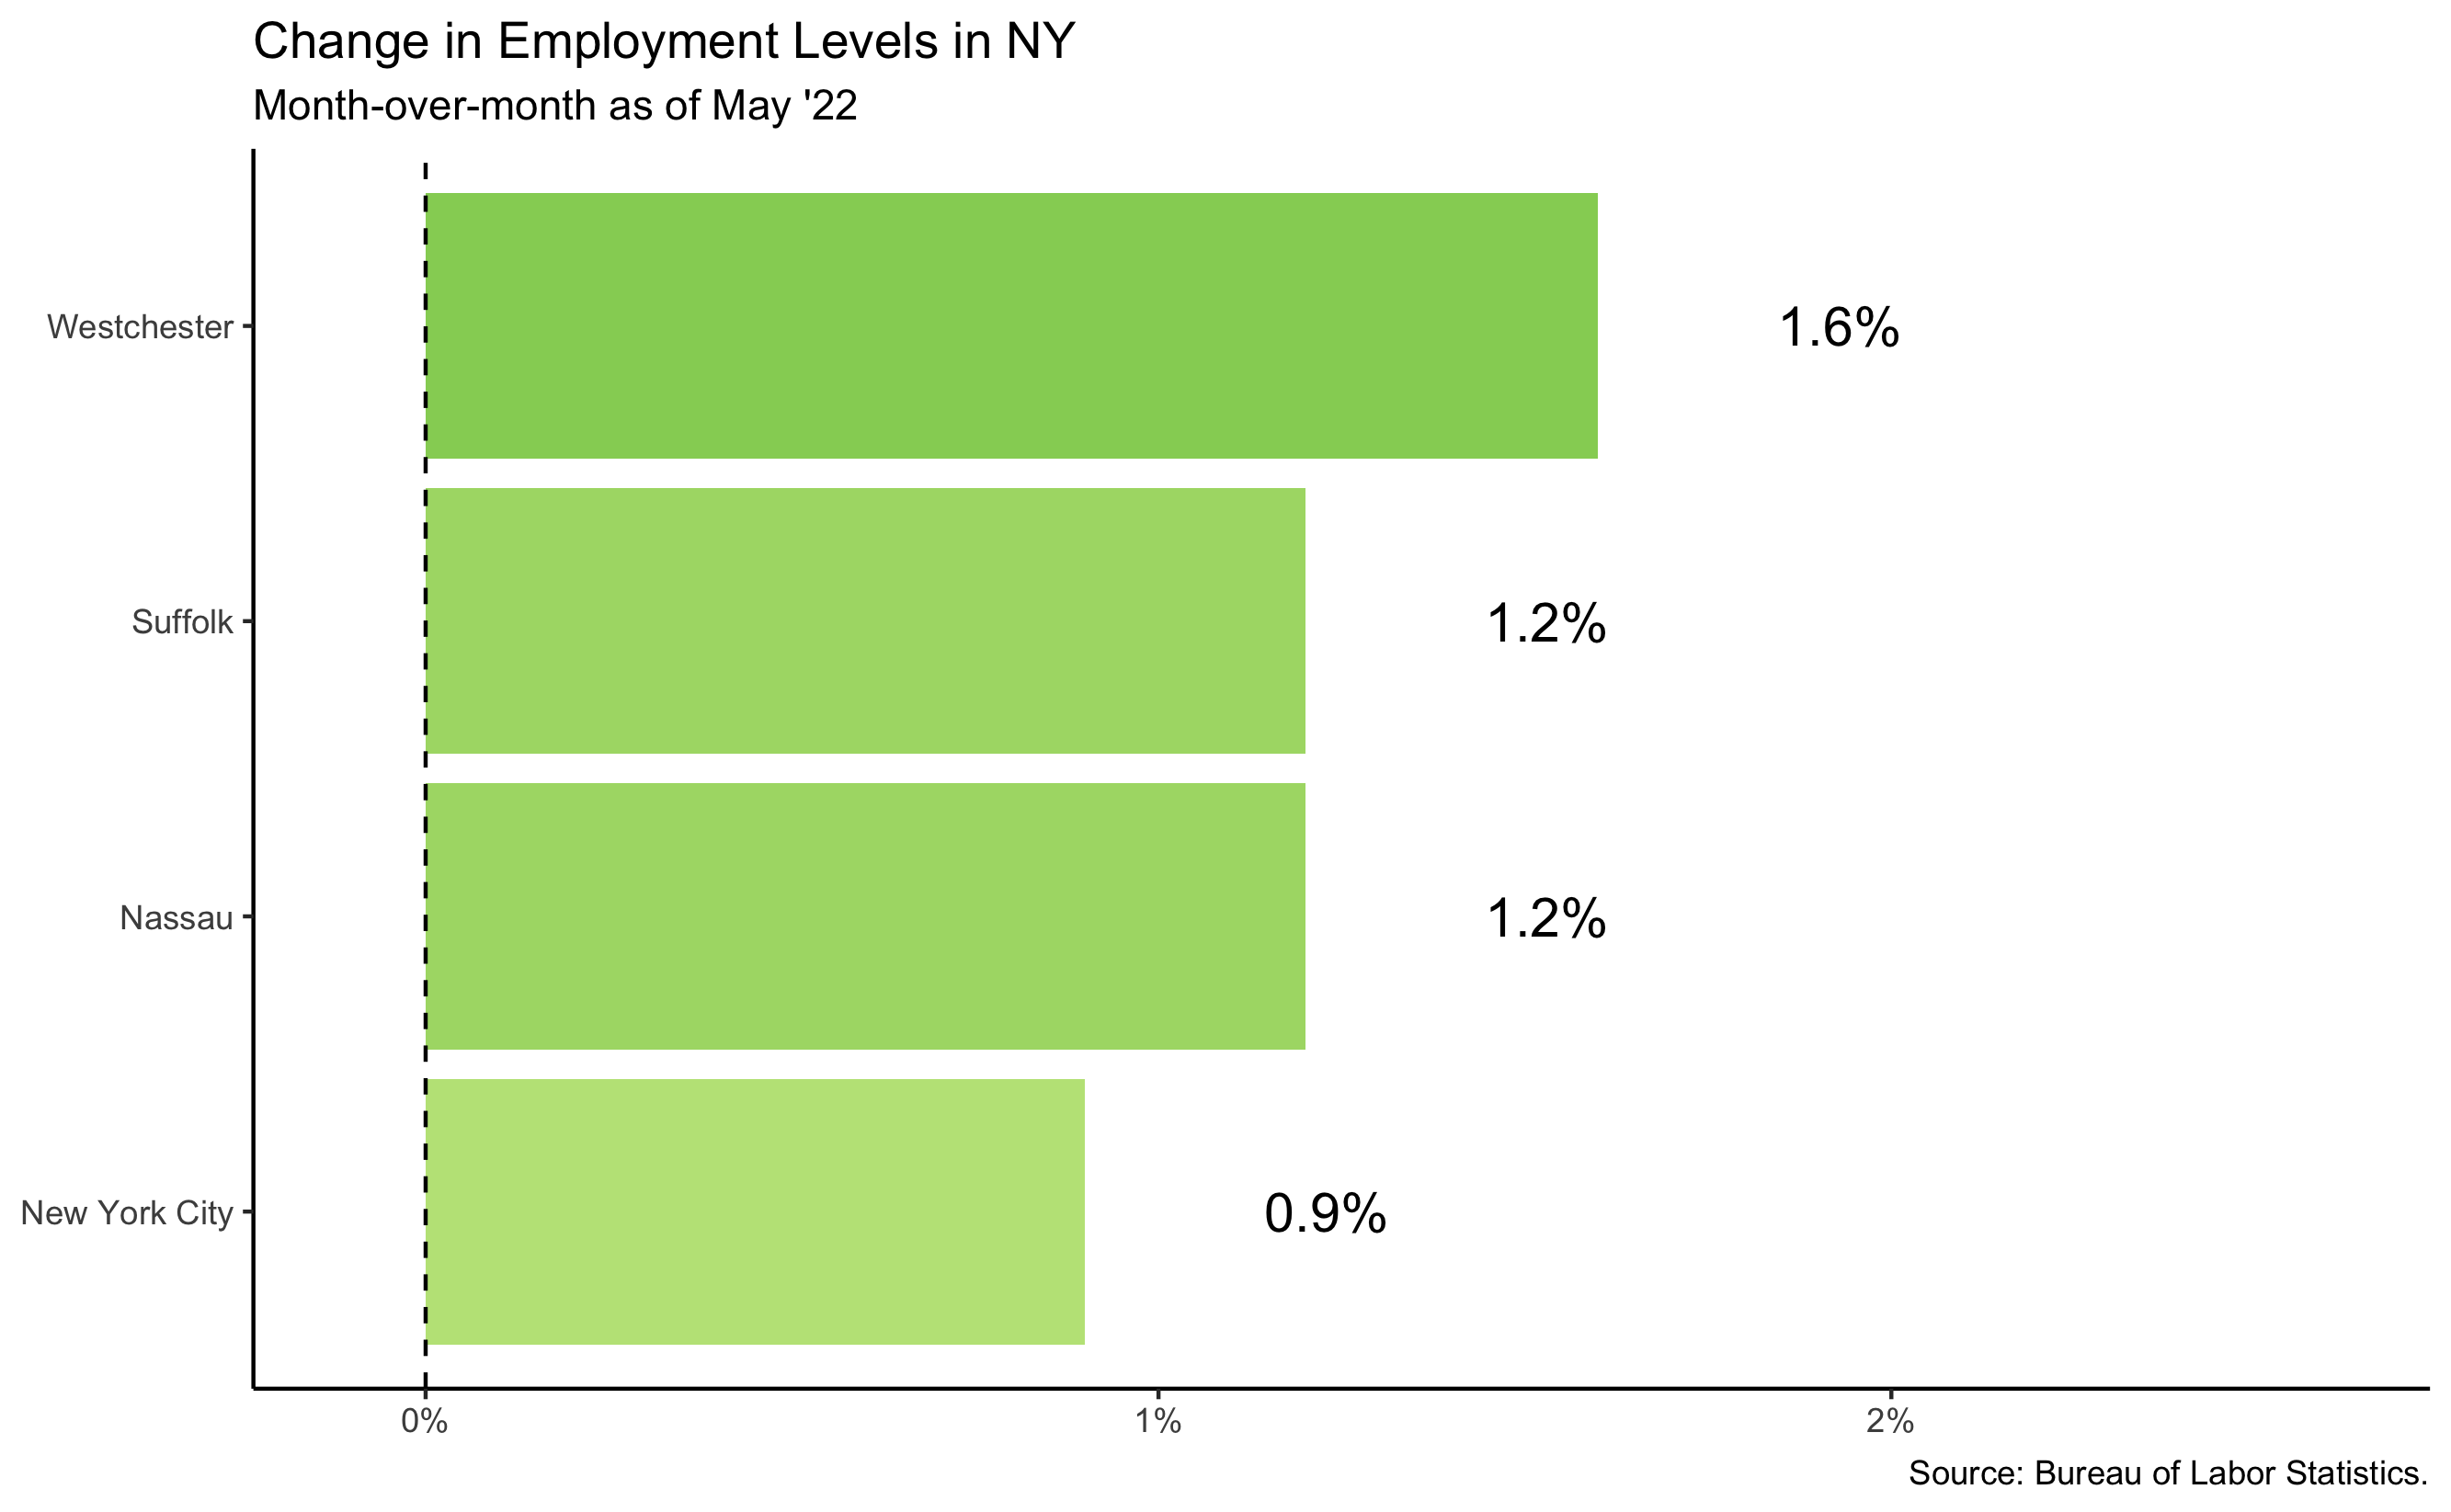 Change in Employment Levels in NY
Month-over-month as of May '22
Westchester
1.6%
Suffolk
1.2%
Nassau
1.2%
New York City
0.9%
0% 1% 2%
Source: Bureau of Labor Statistics.